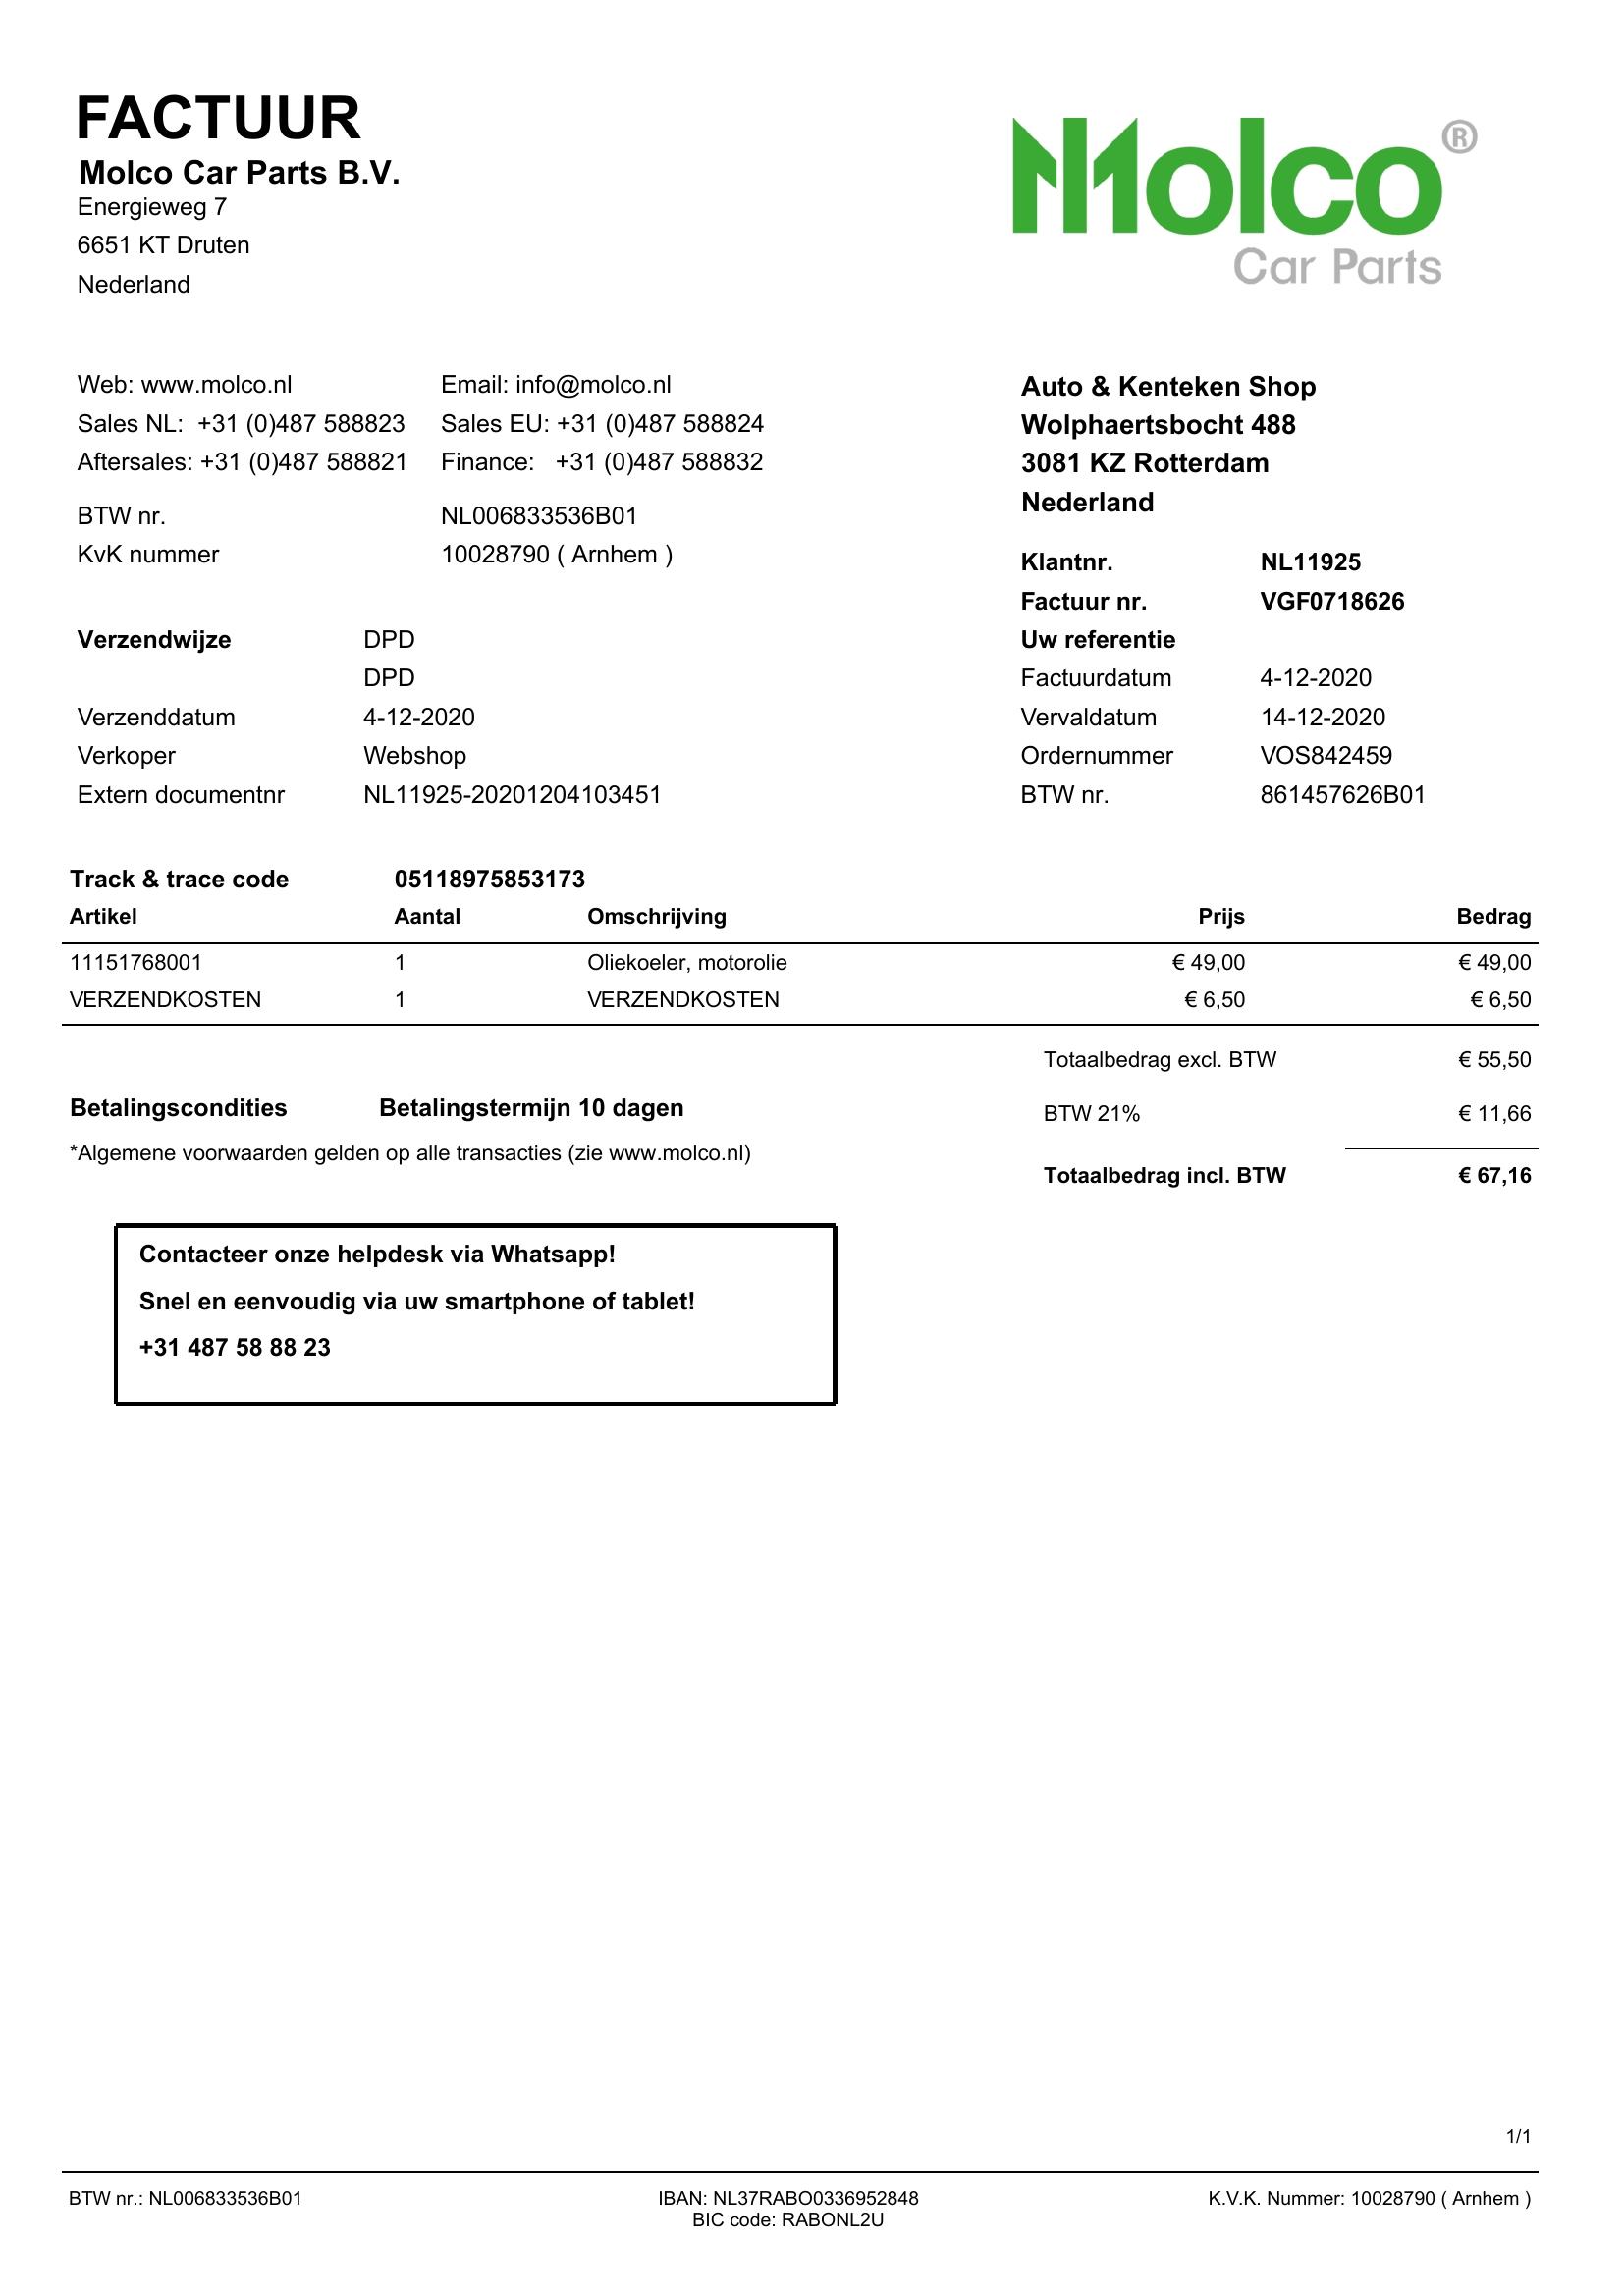 FACTUUR
Molco Car Parts B.V.
Energieweg 7
6651 KT Druten
Nederland
Molco®
Car Parts
Web: www.molco.nl Email: info@molco.nl
Sales NL: +31 (0)487 588823 Sales EU: +31 (0)487 588824
Aftersales: +31 (0)487 588821 Finance: +31 (0)487 588832
BTW nr. NL006833536B01
KvK nummer 10028790 ( Arnhem )
Auto & Kenteken Shop
Wolphaertsbocht 488
3081 KZ Rotterdam
Nederland
Klantnr. NL11925
Factuur nr. VGF0718626
Uw referentie
Factuurdatum 4-12-2020
Vervaldatum 14-12-2020
Ordernummer VOS842459
BTW nr. 861457626B01
Verzendwijze DPD
DPD
Verzenddatum 4-12-2020
Verkoper Webshop
Extern documentnr NL11925-20201204103451
Track & trace code 05118975853173
Artikel Aantal Omschrijving Prijs Bedrag
11151768001 1 Oliekoeler, motorolie € 49,00 € 49,00
VERZENDKOSTEN 1 VERZENDKOSTEN € 6,50 € 6,50
Totaalbedrag excl. BTW € 55,50
BTW 21% € 11,66
Totaalbedrag incl. BTW € 67,16
Betalingscondities Betalingstermijn 10 dagen
*Algemene voorwaarden gelden op alle transacties (zie www.molco.nl)
Contacteer onze helpdesk via Whatsapp!
Snel en eenvoudig via uw smartphone of tablet!
+31 487 58 88 23
1/1
BTW nr.: NL006833536B01 IBAN: NL37RABO0336952848 K.V.K. Nummer: 10028790 ( Arnhem )
BIC code: RABONL2U